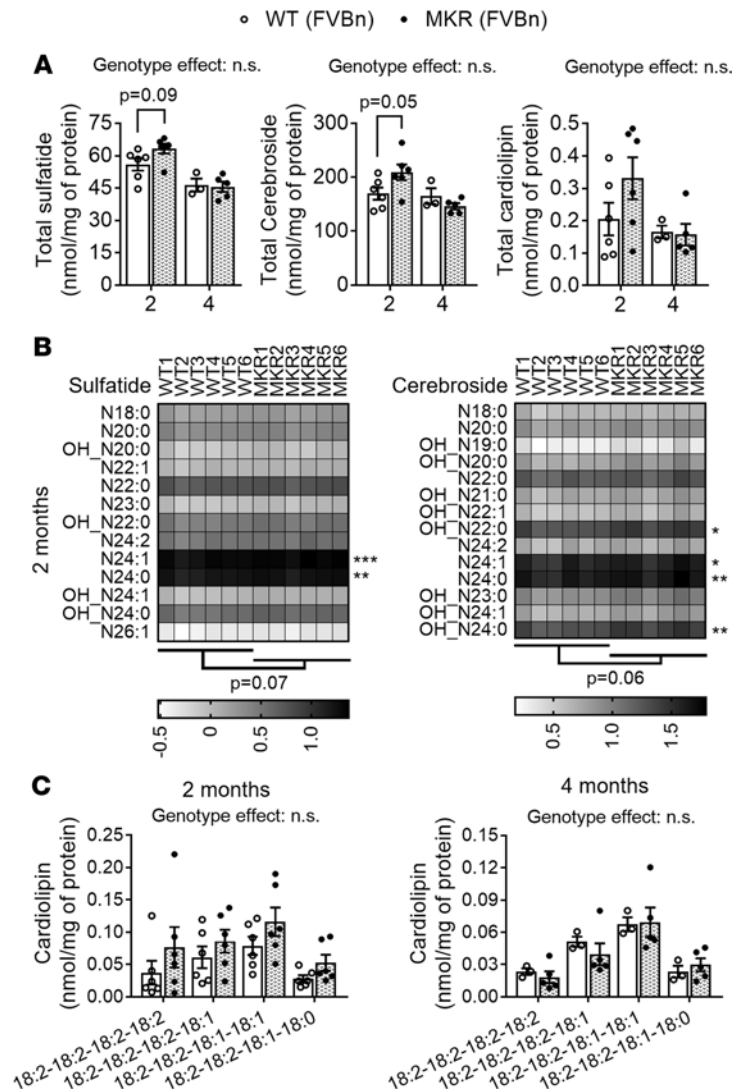 WT (FVBn) MKR (FVBn)
A
Genotype effect: n.s. Genotype effect: n.s. Genotype effect: n.s.
p=0.09
Total sulfatide
(nmol/mg of protein)
75
60
45
30
15
0
2 4
p=0.05
Total Cerebroside
(nmol/mg of protein)
300
200
100
0
2 4
Total cardiolipin
(nmol/mg of protein)
0.5
0.4
0.3
0.2
0.1
0.0
2 4
B
2 months
Sulfatide
WT1 WT2 WT3 WT4 WT5 WT6 MKR1 MKR2 MKR3 MKR4 MKR5 MKR6
N18:0
N20:0
OH_N20:0
N22:1
N22:0
N23:0
OH_N22:0
N24:2
N24:1 ***
N24:0 **
OH_N24:1
OH_N24:0
N26:1
p=0.07
-0.5 0 0.5 1.0
Cerebroside
WT1 WT2 WT3 WT4 WT5 WT6 MKR1 MKR2 MKR3 MKR4 MKR5 MKR6
N18:0
N20:0
OH_N19:0
OH_N20:0
N22:0
OH_N21:0
OH_N22:1
OH_N22:0 *
N24:2
N24:1 *
N24:0 **
OH_N23:0
OH_N24:1
OH_N24:0 **
p=0.06
0.5 1.0 1.5
C
2 months
Genotype effect: n.s.
Cardiolipin
(nmol/mg of protein)
0.25
0.20
0.15
0.10
0.05
0.00
18:2-18:2-18:2-18:2
18:2-18:2-18:2-18:1
18:2-18:2-18:1-18:1
18:2-18:2-18:1-18:0
4 months
Genotype effect: n.s.
Cardiolipin
(nmol/mg of protein)
0.15
0.12
0.09
0.06
0.03
0.00
18:2-18:2-18:2-18:2
18:2-18:2-18:2-18:1
18:2-18:2-18:1-18:1
18:2-18:2-18:1-18:0